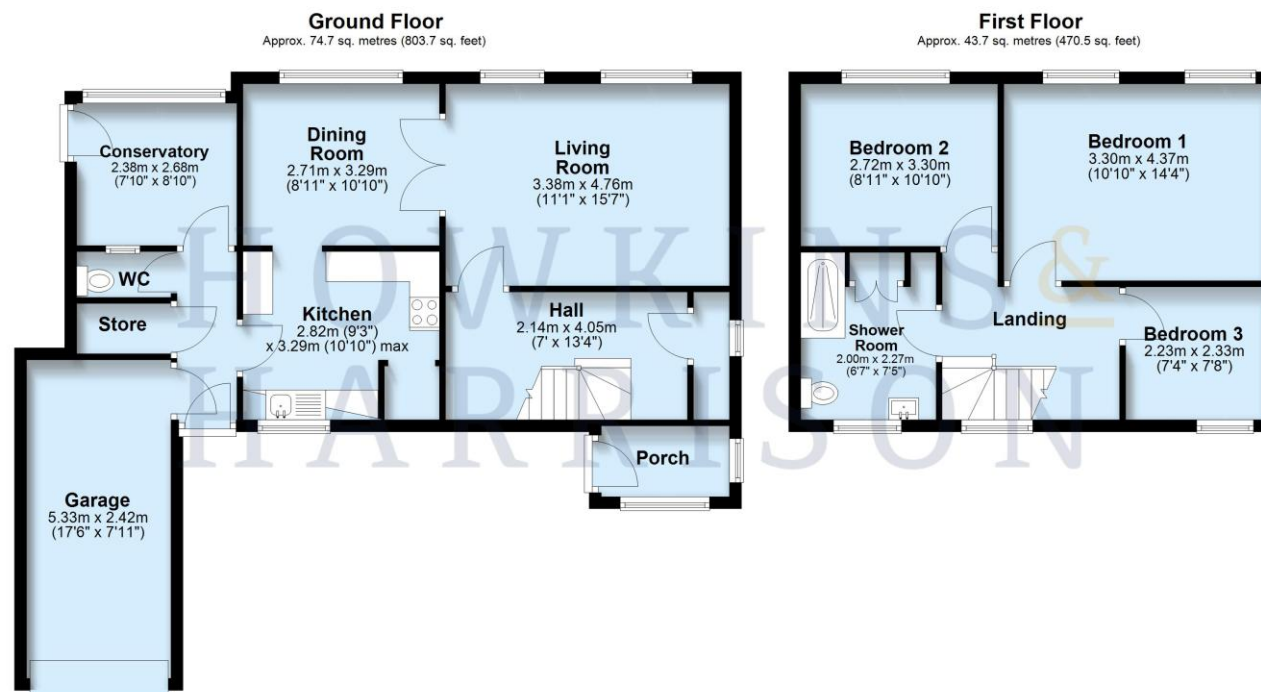 Ground Floor
Approx. 74.7 sq. metres (803.7 sq. feet)
Conservatory
2.38m x 2.68m
(7'10" x 8'10")
Dining
Room
2.71m x 3.29m
(8'11" x 10'10")
Living
Room
3.38m x 4.76m
(11'1" x 15'7")
WC
Store
Kitchen
2.82m (9'3")
x 3.29m (10'10") max
Hall
2.14m x 4.05m
(7' x 13'4")
Porch
Garage
5.33m x 2.42m
(17'6" x 7'11")
First Floor
Approx. 43.7 sq. metres (470.5 sq. feet)
Bedroom 2
2.72m x 3.30m
(8'11" x 10'10")
Bedroom 1
3.30m x 4.37m
(10'10" x 14'4")
Shower
Room
2.00m x 2.27m
(6'7" x 7'5")
Landing
Bedroom 3
2.23m x 2.33m
(7'4" x 7'8")
HOWKINS &
HARRISON